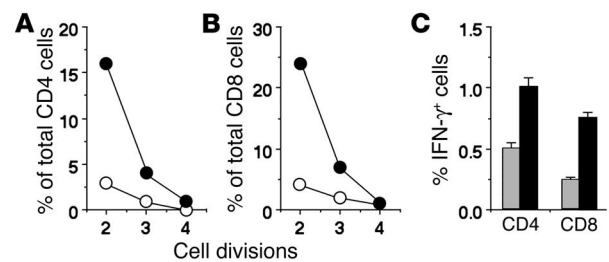 A
% of total CD4 cells
20
15
10
5
0
2 3 4
B
% of total CD8 cells
30
20
10
0
2 3 4
Cell divisions
C
% IFN-γ+ cells
1.5
1.0
0.5
0.0
CD4 CD8